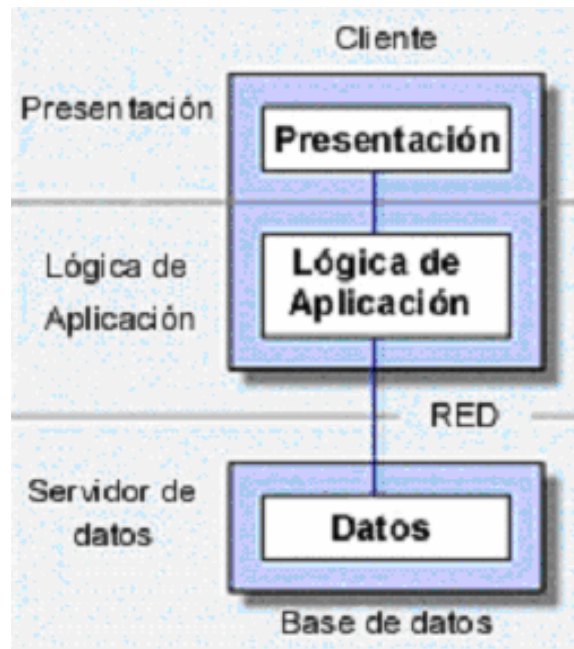 Cliente
Presentación
Presentación
Lógica de
Aplicación
Lógica de
Aplicación
RED
Servidor de
datos
Datos
Base de datos